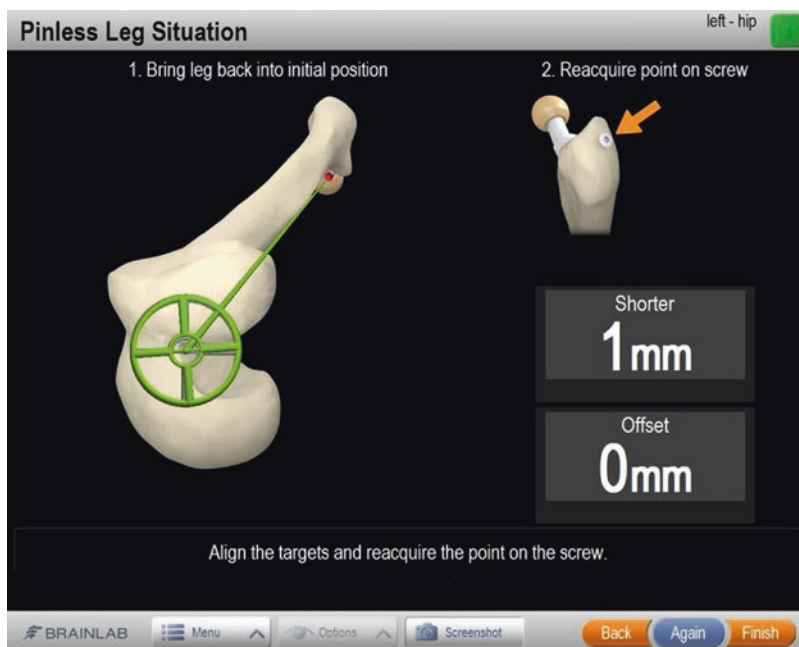 Pinless Leg Situation
left - hip
1. Bring leg back into initial position
2. Reacquire point on screw
Shorter
1mm
Offset
0mm
Align the targets and reacquire the point on the screw.
BRAINLAB
Menu
Options
Screenshot
Back
Again
Finish